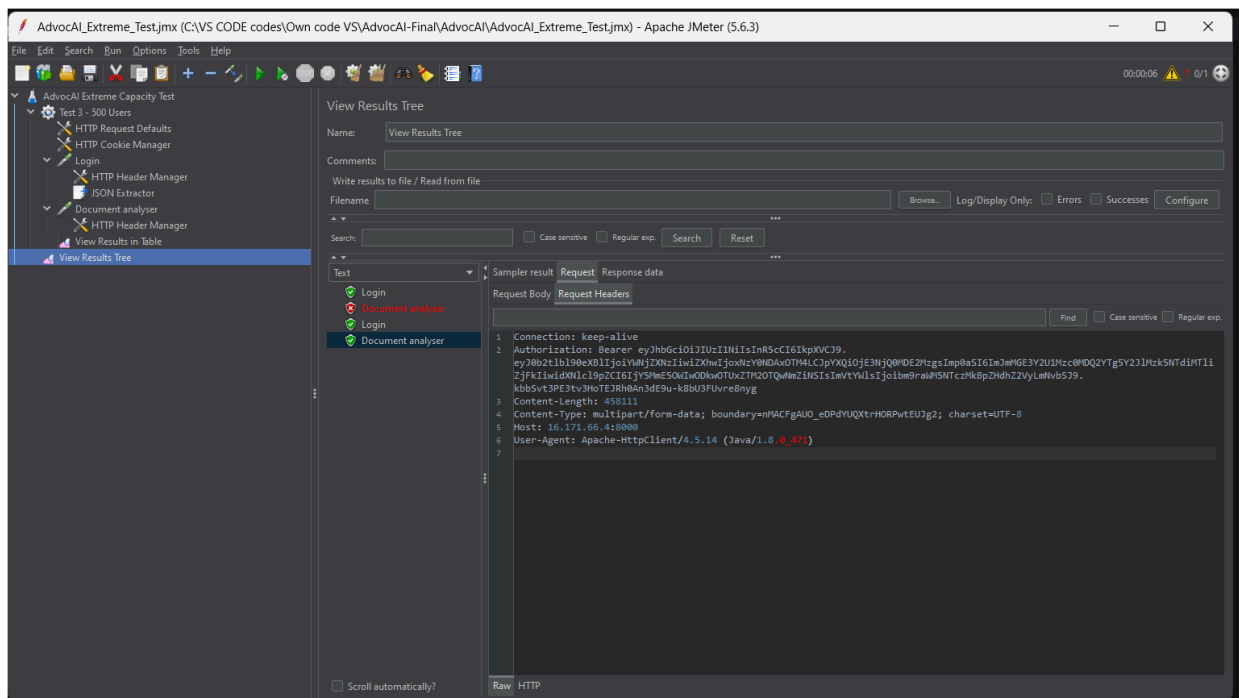 AdvocAI_Extreme_Test.jmx (C:\VS CODE codes\Own code VS\AdvocAI-Final\AdvocAI\AdvocAI_Extreme_Test.jmx) - Apache JMeter (5.6.3)
File Edit Search Run Options Tools Help
00:00:06 7 0/1
AdvocAI Extreme Capacity Test
Test 3 - 500 Users
HTTP Request Defaults
HTTP Cookie Manager
Login
HTTP Header Manager
JSON Extractor
Document analyser
HTTP Header Manager
View Results in Table
View Results Tree
View Results Tree
Name: View Results Tree
Comments:
Write results to file / Read from file
Filename Browse... Log/Display Only: Errors Successes Configure
Search: Case sensitive Regular exp. Search Reset
Text
Login
Document analyser
Login
Document analyser
Sampler result Request Response data
Request Body Request Headers
Find Case sensitive Regular exp.
1 Connection: keep-alive
2 Authorization: Bearer eyJhbGciOiJIUzI1NiIsInR5cCI6IkpXVCJ9.
3 Content-Length: 458111
4 Content-Type: multipart/form-data; boundary=nMACFgAUO_eDPdYUQXtrHORPwtEUJg2; charset=UTF-8
5 Host: 16.171.66.4:8000
6 User-Agent: Apache-HttpClient/4.5.14 (Java/1.8.0_471)
7
Scroll automatically?
Raw HTTP